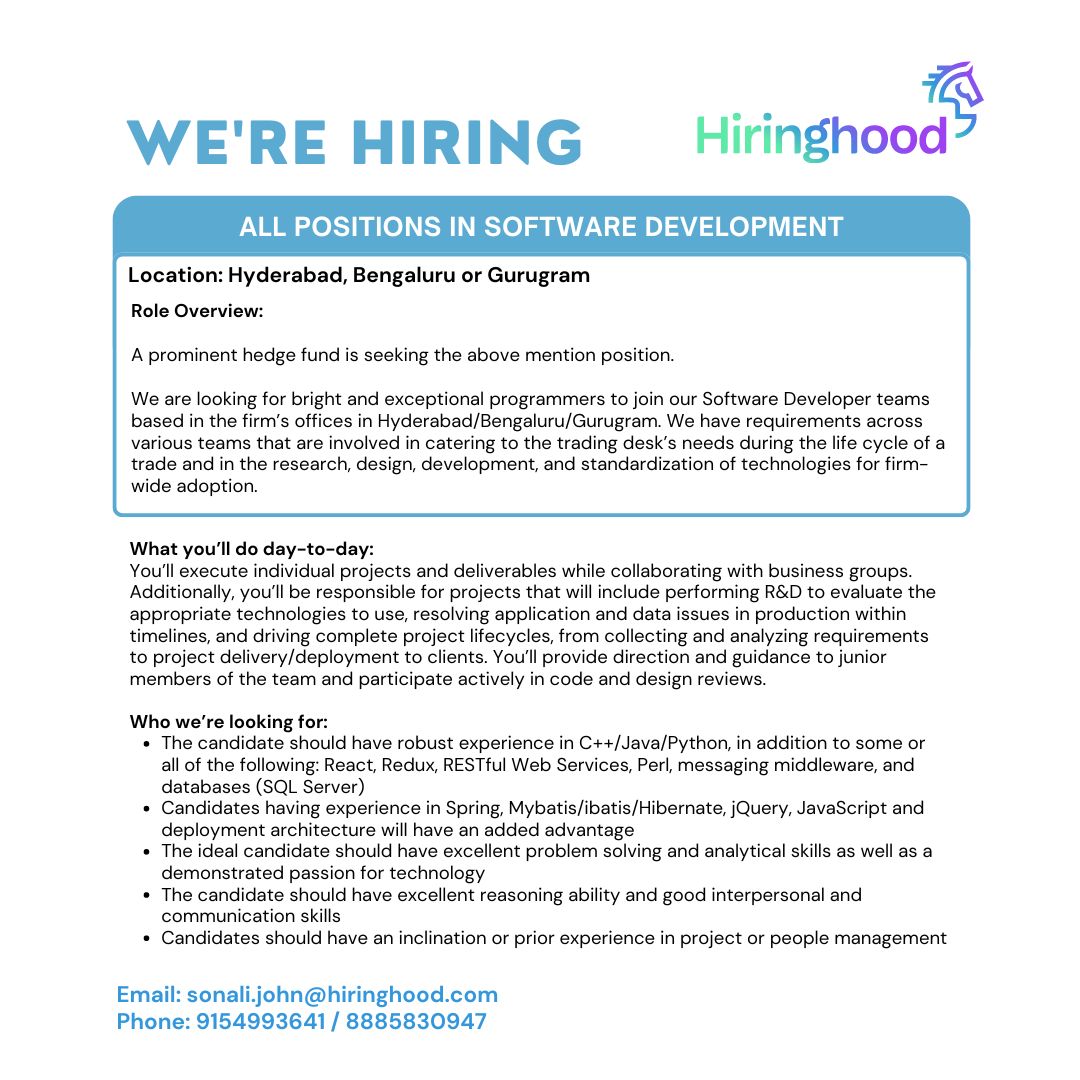 WE'RE HIRING
Hiringhood
ALL POSITIONS IN SOFTWARE DEVELOPMENT
Location: Hyderabad, Bengaluru or Gurugram
Role Overview:
A prominent hedge fund is seeking the above mention position.
We are looking for bright and exceptional programmers to join our Software Developer teams
based in the firm’s offices in Hyderabad/Bengaluru/Gurugram. We have requirements across
various teams that are involved in catering to the trading desk’s needs during the life cycle of a
trade and in the research, design, development, and standardization of technologies for firm-
wide adoption.
What you’ll do day-to-day:
You’ll execute individual projects and deliverables while collaborating with business groups.
Additionally, you’ll be responsible for projects that will include performing R&D to evaluate the
appropriate technologies to use, resolving application and data issues in production within
timelines, and driving complete project lifecycles, from collecting and analyzing requirements
to project delivery/deployment to clients. You’ll provide direction and guidance to junior
members of the team and participate actively in code and design reviews.
Who we’re looking for:
• The candidate should have robust experience in C++/Java/Python, in addition to some or
all of the following: React, Redux, RESTful Web Services, Perl, messaging middleware, and
databases (SQL Server)
• Candidates having experience in Spring, Mybatis/ibatis/Hibernate, jQuery, JavaScript and
deployment architecture will have an added advantage
• The ideal candidate should have excellent problem solving and analytical skills as well as a
demonstrated passion for technology
• The candidate should have excellent reasoning ability and good interpersonal and
communication skills
• Candidates should have an inclination or prior experience in project or people management
Email: sonali.john@hiringhood.com
Phone: 9154993641 / 8885830947